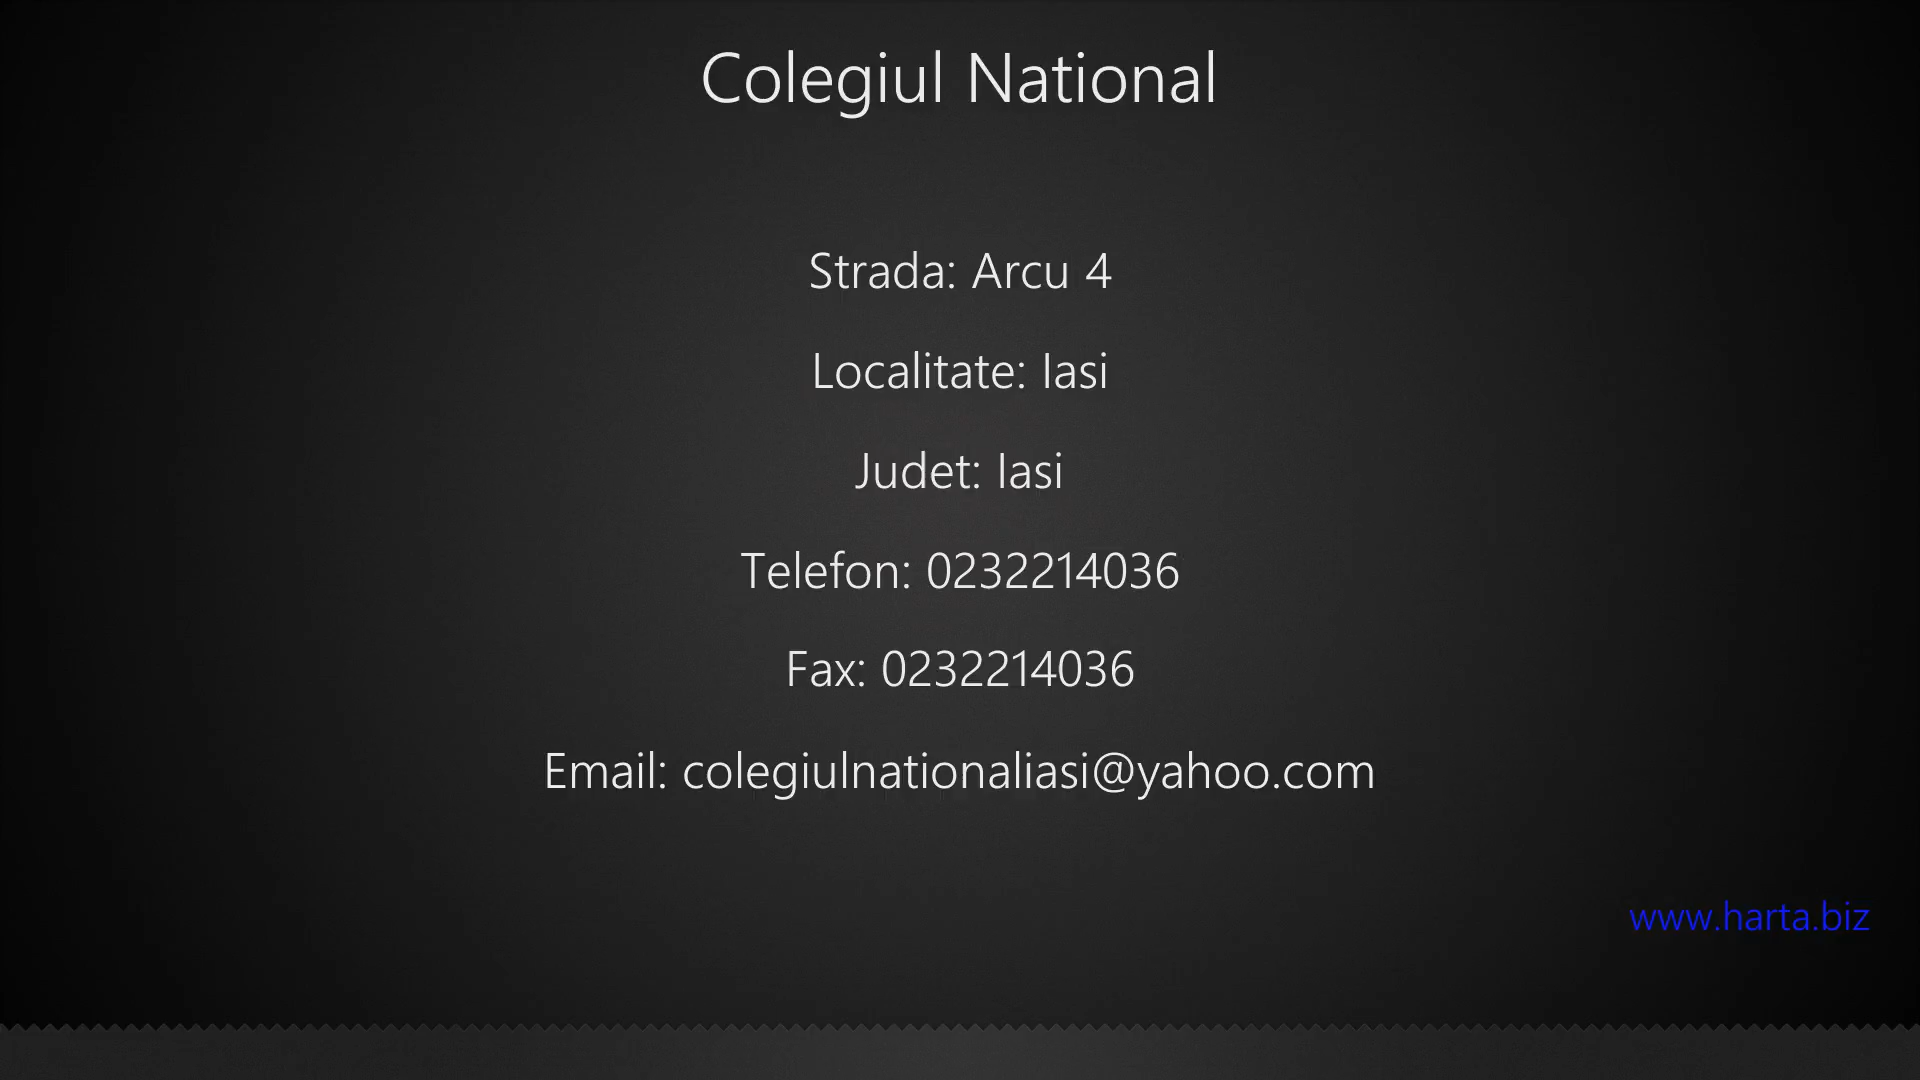 Colegiul National
Strada: Arcu 4
Localitate: Iasi
Judet: Iasi
Telefon: 0232214036
Fax: 0232214036
Email: colegiulnationaliasi@yahoo.com
www.harta.biz